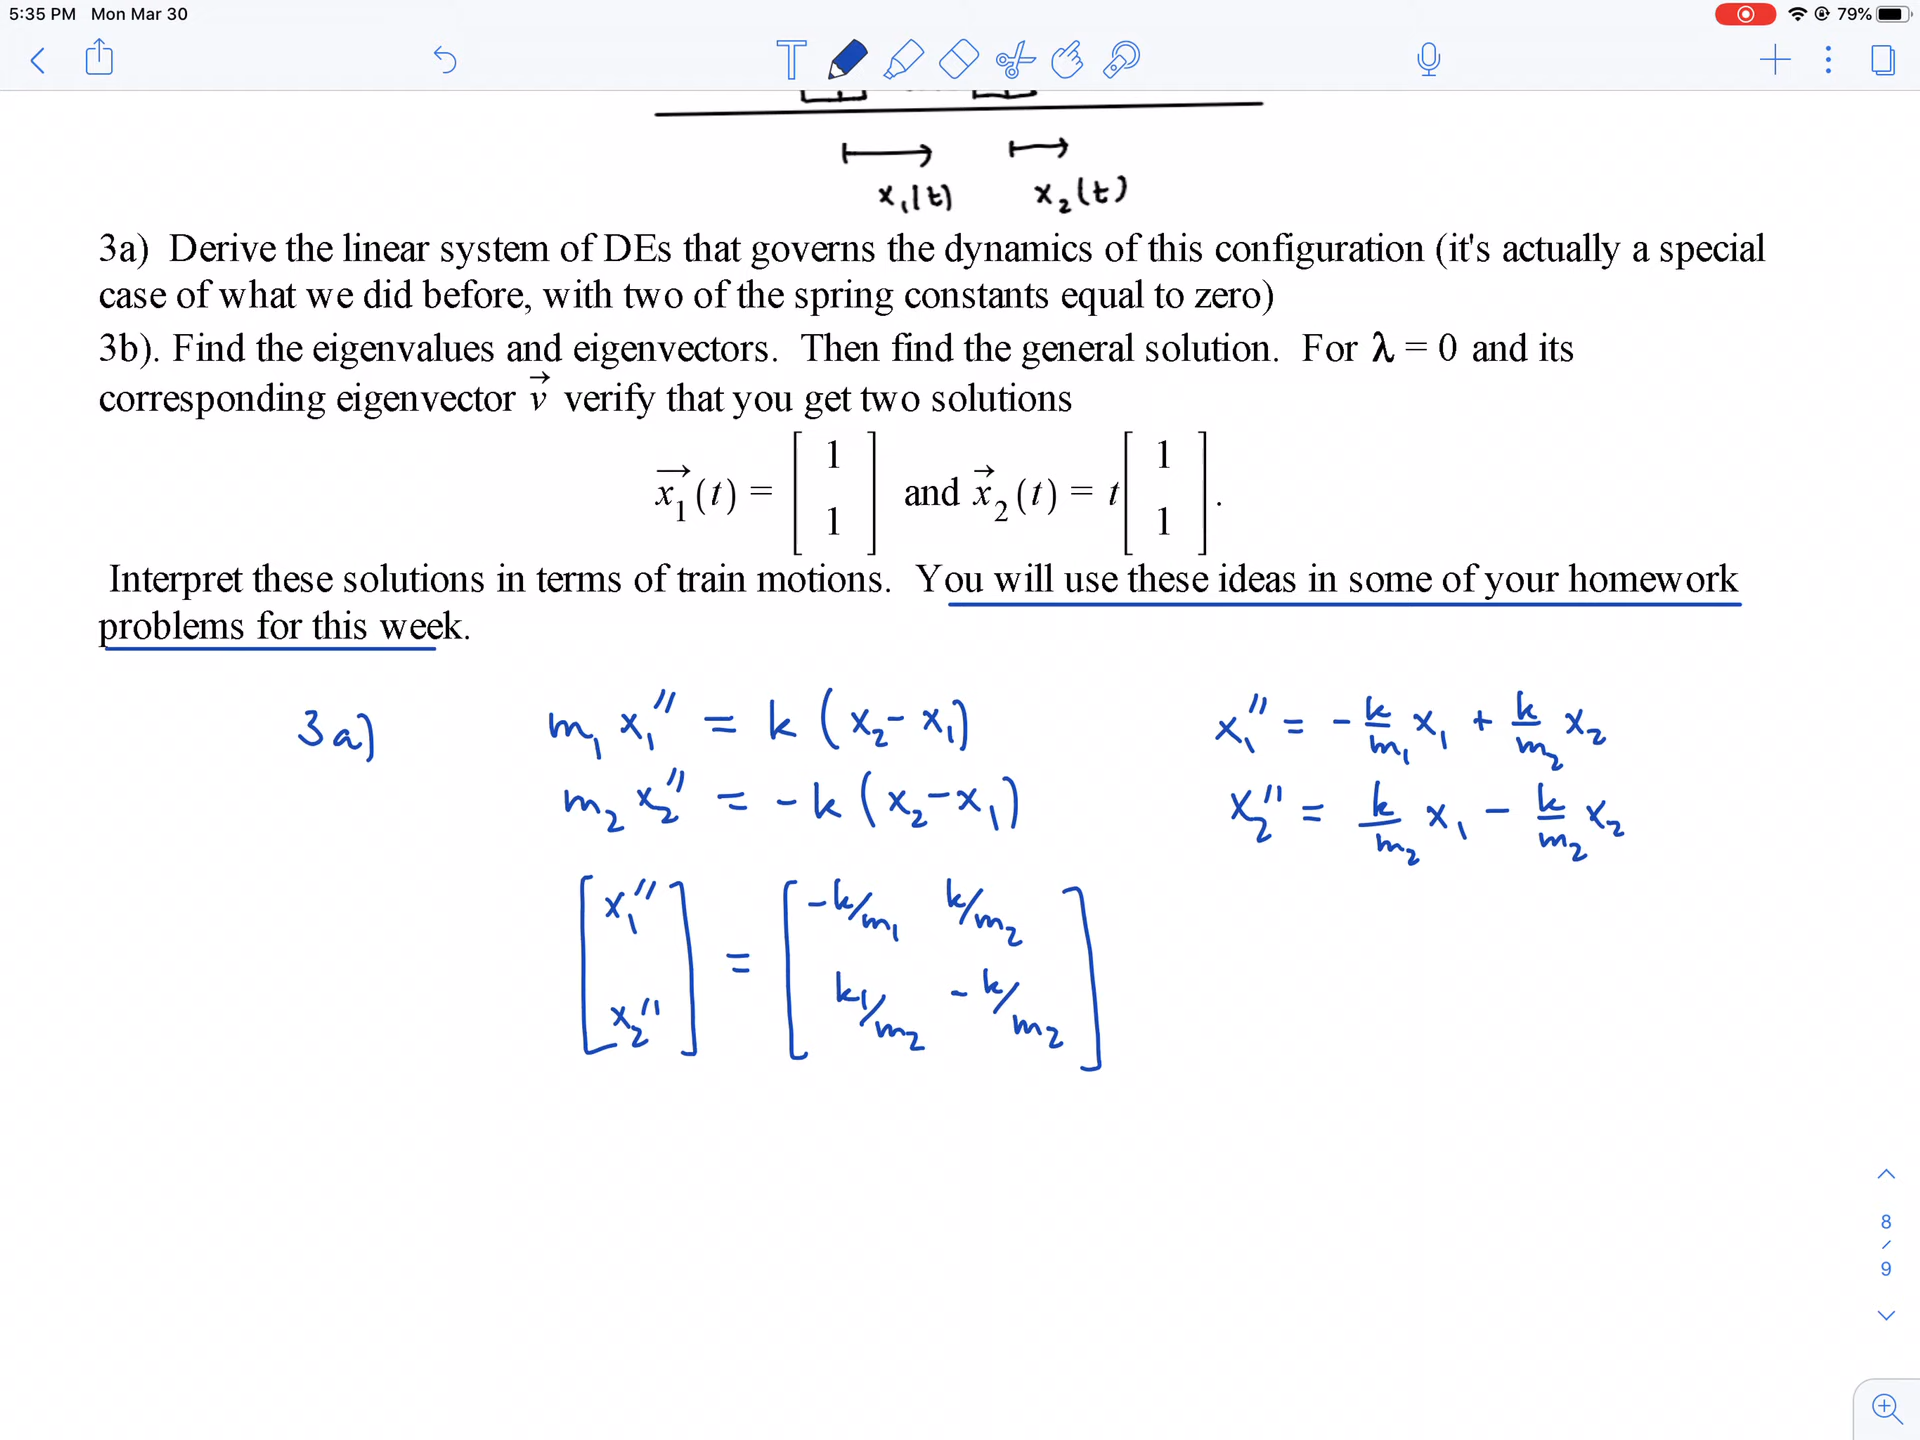 5:35 PM Mon Mar 30 79%
T
x₁(t) x₂(t)
3a) Derive the linear system of DEs that governs the dynamics of this configuration (it's actually a special
case of what we did before, with two of the spring constants equal to zero)
3b). Find the eigenvalues and eigenvectors. Then find the general solution. For λ = 0 and its
corresponding eigenvector v⃗ verify that you get two solutions
x₁⃗(t) = [1 1] and x⃗₂(t) = t[1 1].
Interpret these solutions in terms of train motions. You will use these ideas in some of your homework
problems for this week.
3a) m₁ x₁'' = k (x₂ - x₁) x₁'' = - k/m₁ x₁ + k/m₂ x₂
m₂ x₂'' = -k (x₂ - x₁) x₂'' = k/m₂ x₁ - k/m₂ x₂
[x₁''] = [-k/m₁ k/m₂]
[x₂''] [k1/m₂ -k/m₂]
8
/
9